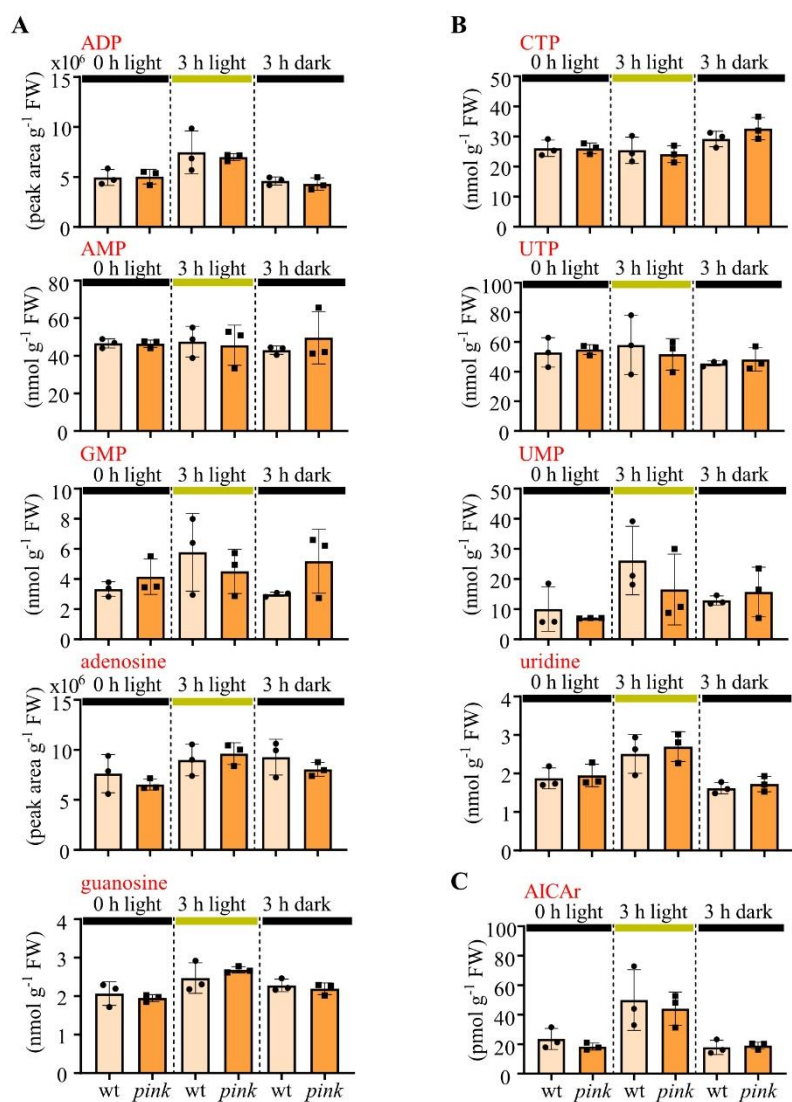 A
ADP
x10⁶ 0 h light 3 h light 3 h dark
15
10
5
0
(peak area g⁻¹ FW)
AMP
0 h light 3 h light 3 h dark
80
60
40
20
0
(nmol g⁻¹ FW)
GMP
0 h light 3 h light 3 h dark
10
8
6
4
2
0
(nmol g⁻¹ FW)
adenosine
x10⁶ 0 h light 3 h light 3 h dark
15
10
5
0
(peak area g⁻¹ FW)
guanosine
0 h light 3 h light 3 h dark
4
3
2
1
0
(nmol g⁻¹ FW)
wt pink wt pink wt pink
B
CTP
0 h light 3 h light 3 h dark
50
40
30
20
10
0
(nmol g⁻¹ FW)
UTP
0 h light 3 h light 3 h dark
100
80
60
40
20
0
(nmol g⁻¹ FW)
UMP
0 h light 3 h light 3 h dark
50
40
30
20
10
0
(nmol g⁻¹ FW)
uridine
0 h light 3 h light 3 h dark
4
3
2
1
0
(nmol g⁻¹ FW)
C
AICAr
0 h light 3 h light 3 h dark
100
80
60
40
20
0
(pmol g⁻¹ FW)
wt pink wt pink wt pink